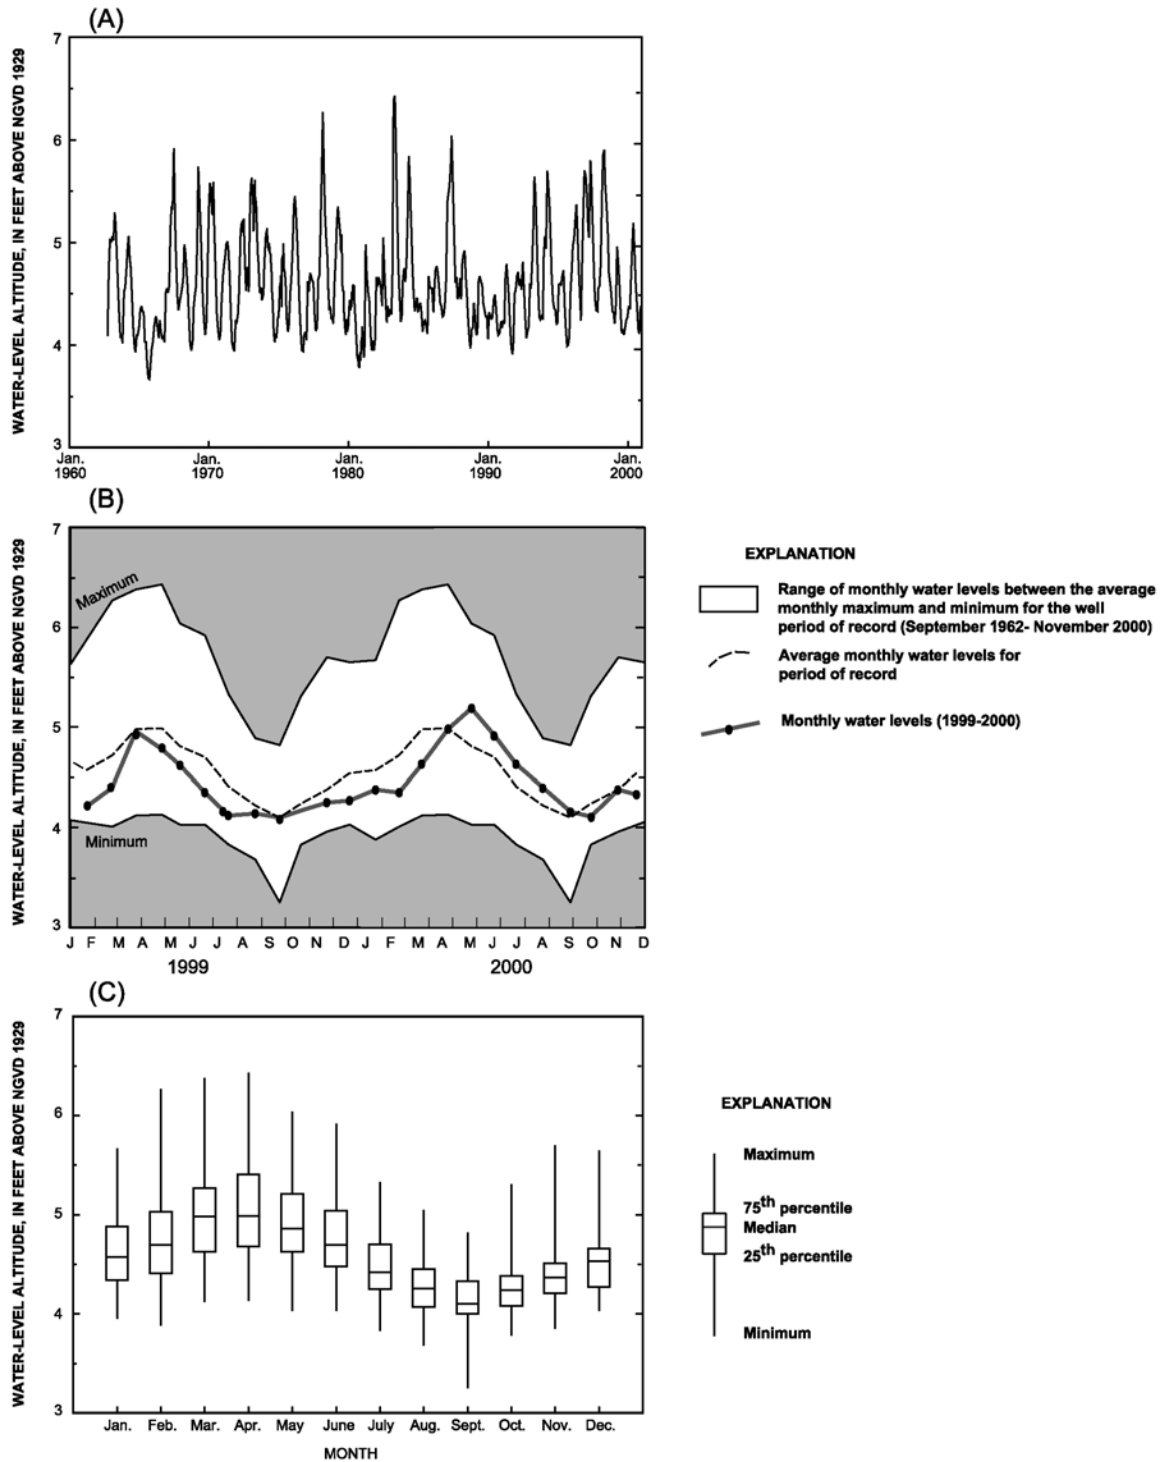 (A)
WATER-LEVEL ALTITUDE, IN FEET ABOVE NGVD 1929
7
6
5
4
3
Jan. Jan. Jan. Jan. Jan.
1960 1970 1980 1990 2000
(B)
WATER-LEVEL ALTITUDE, IN FEET ABOVE NGVD 1929
7
6
5
4
3
Maximum
Minimum
J F M A M J J A S O N D J F M A M J J A S O N D
1999 2000
EXPLANATION
Range of monthly water levels between the average
monthly maximum and minimum for the well
period of record (September 1962- November 2000)
Average monthly water levels for
period of record
Monthly water levels (1999-2000)
(C)
WATER-LEVEL ALTITUDE, IN FEET ABOVE NGVD 1929
7
6
5
4
3
Jan. Feb. Mar. Apr. May June July Aug. Sept. Oct. Nov. Dec.
MONTH
EXPLANATION
Maximum
75th percentile
Median
25th percentile
Minimum